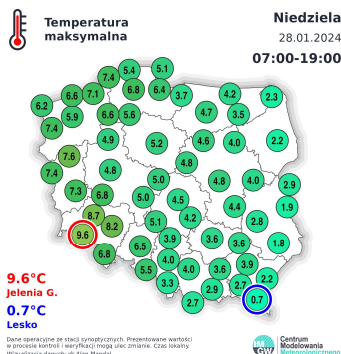 Temperatura
maksymalna
Niedziela
28.01.2024
07:00-19:00
5.4 5.1
7.4
6.6 7.1 6.8 6.4 3.7 4.2 2.3
6.2
5.9 6.6 5.6 4.7 3.5
7.4
4.9 5.2 4.6 4.0 2.2
7.6
4.8 4.8
7.4
5.0 4.8 4.0 2.9
7.3 6.8 5.0 4.5
4.4 1.9
8.7 4.2
8.2 5.1 2.8
9.6 3.9 3.6 3.6 1.8
6.5
6.8 4.0
5.5 4.0 3.6 3.9
3.3 2.2
2.9 2.7
2.7 0.7
9.6°C
Jelenia G.
0.7°C
Lesko
Dane operacyjne ze stacji synoptycznych. Prezentowane wartości
w procesie kontroli i weryfikacji mogą ulec zmianie. Czas lokalny.
IMGW
Centrum
Modelowania
Meteorologicznego